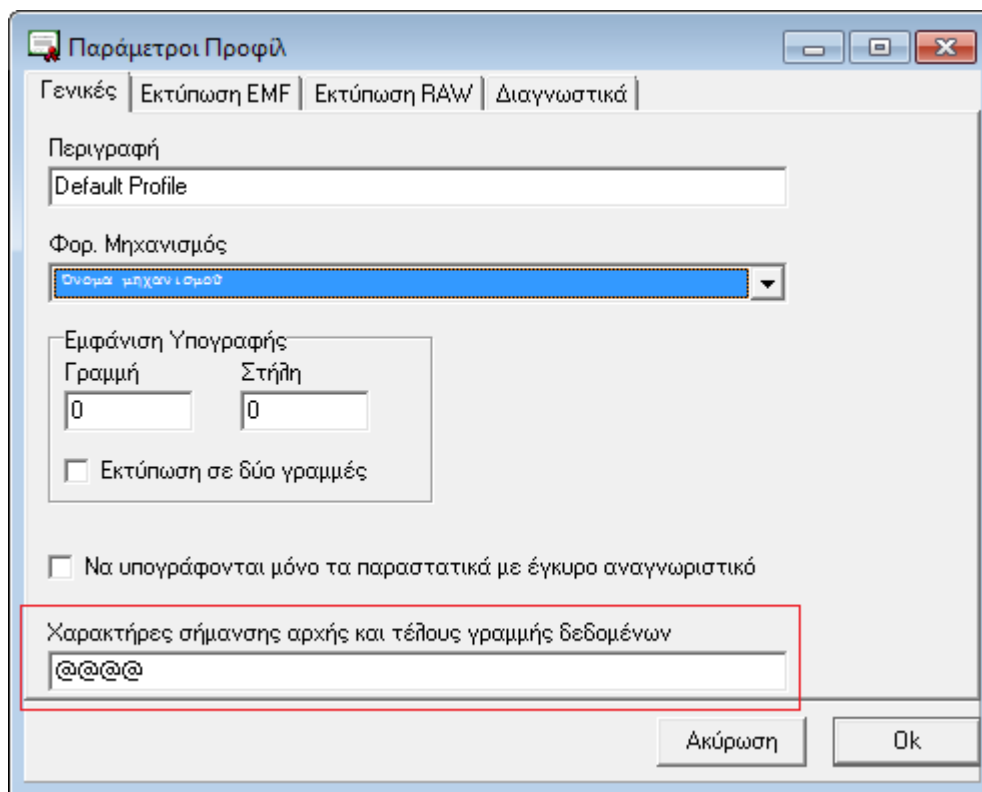 Παράμετροι Προφίλ
Γενικές Εκτύπωση EMF Εκτύπωση RAW Διαγνωστικά
Περιγραφή
Default Profile
Φορ. Μηχανισμός
Όνομα μηχανισμού
Εμφάνιση Υπογραφής
Γραμμή Στήλη
0 0
Εκτύπωση σε δύο γραμμές
Να υπογράφονται μόνο τα παραστατικά με έγκυρο αναγνωριστικό
Χαρακτήρες σήμανσης αρχής και τέλους γραμμής δεδομένων
@@@@
Ακύρωση Ok